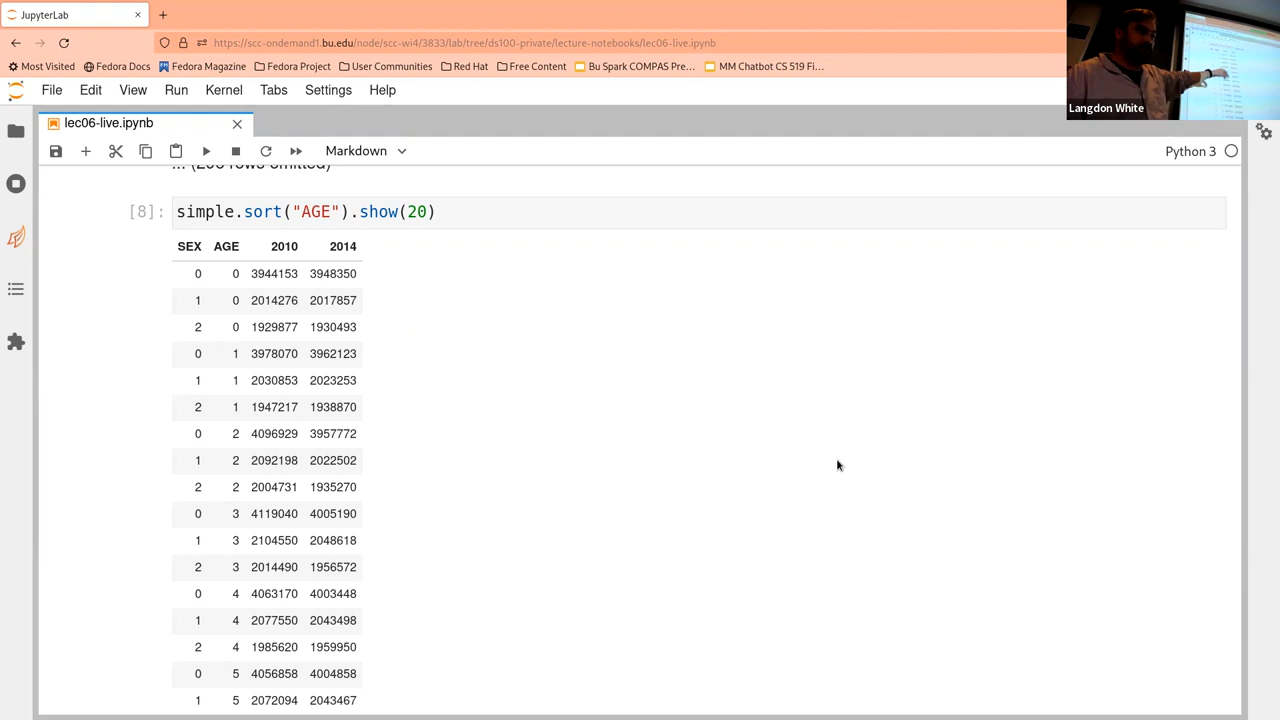 JupyterLab
https://scc-ondemand1.bu.edu/node/scc-wi4/3833/lab/tree/ds100-private/lecture-notebooks/lec06-live.ipynb
Most Visited Fedora Docs Fedora Magazine Fedora Project User Communities Red Hat Free Content Bu Spark COMPAS Pre... MM Chatbot CS 519 Fi...
Langdon White
File Edit View Run Kernel Tabs Settings Help
lec06-live.ipynb
Markdown Python 3
rows omitted)
[8]: simple.sort("AGE").show(20)
SEX AGE 2010 2014
0 0 3944153 3948350
1 0 2014276 2017857
2 0 1929877 1930493
0 1 3978070 3962123
1 1 2030853 2023253
2 1 1947217 1938870
0 2 4096929 3957772
1 2 2092198 2022502
2 2 2004731 1935270
0 3 4119040 4005190
1 3 2104550 2048618
2 3 2014490 1956572
0 4 4063170 4003448
1 4 2077550 2043498
2 4 1985620 1959950
0 5 4056858 4004858
1 5 2072094 2043467